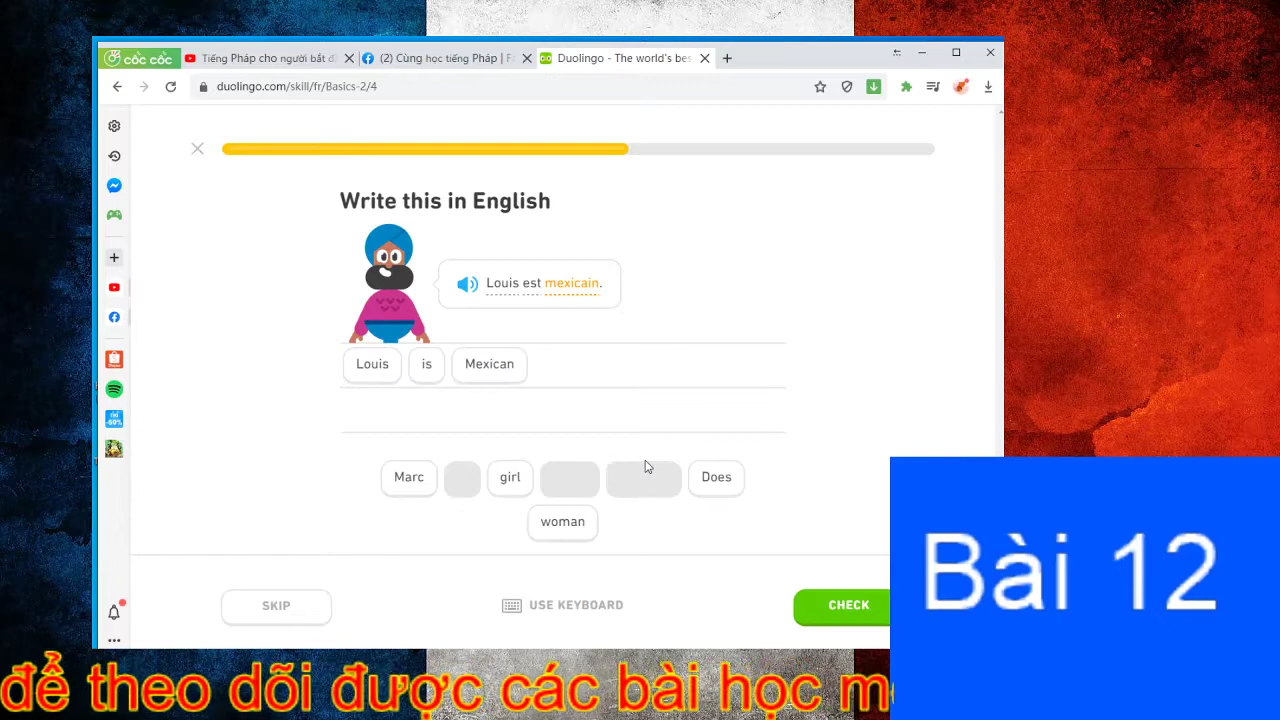 cốc cốc
Tiếng Pháp cho người bắt đ
(2) Cùng học tiếng Pháp | F
Duolingo - The world's bes
duolingo.com/skill/fr/Basics-2/4
Write this in English
Louis est mexicain.
Louis is Mexican
Marc girl Does
woman
SKIP
USE KEYBOARD
CHECK
Bài 12
để theo dõi được các bài học m